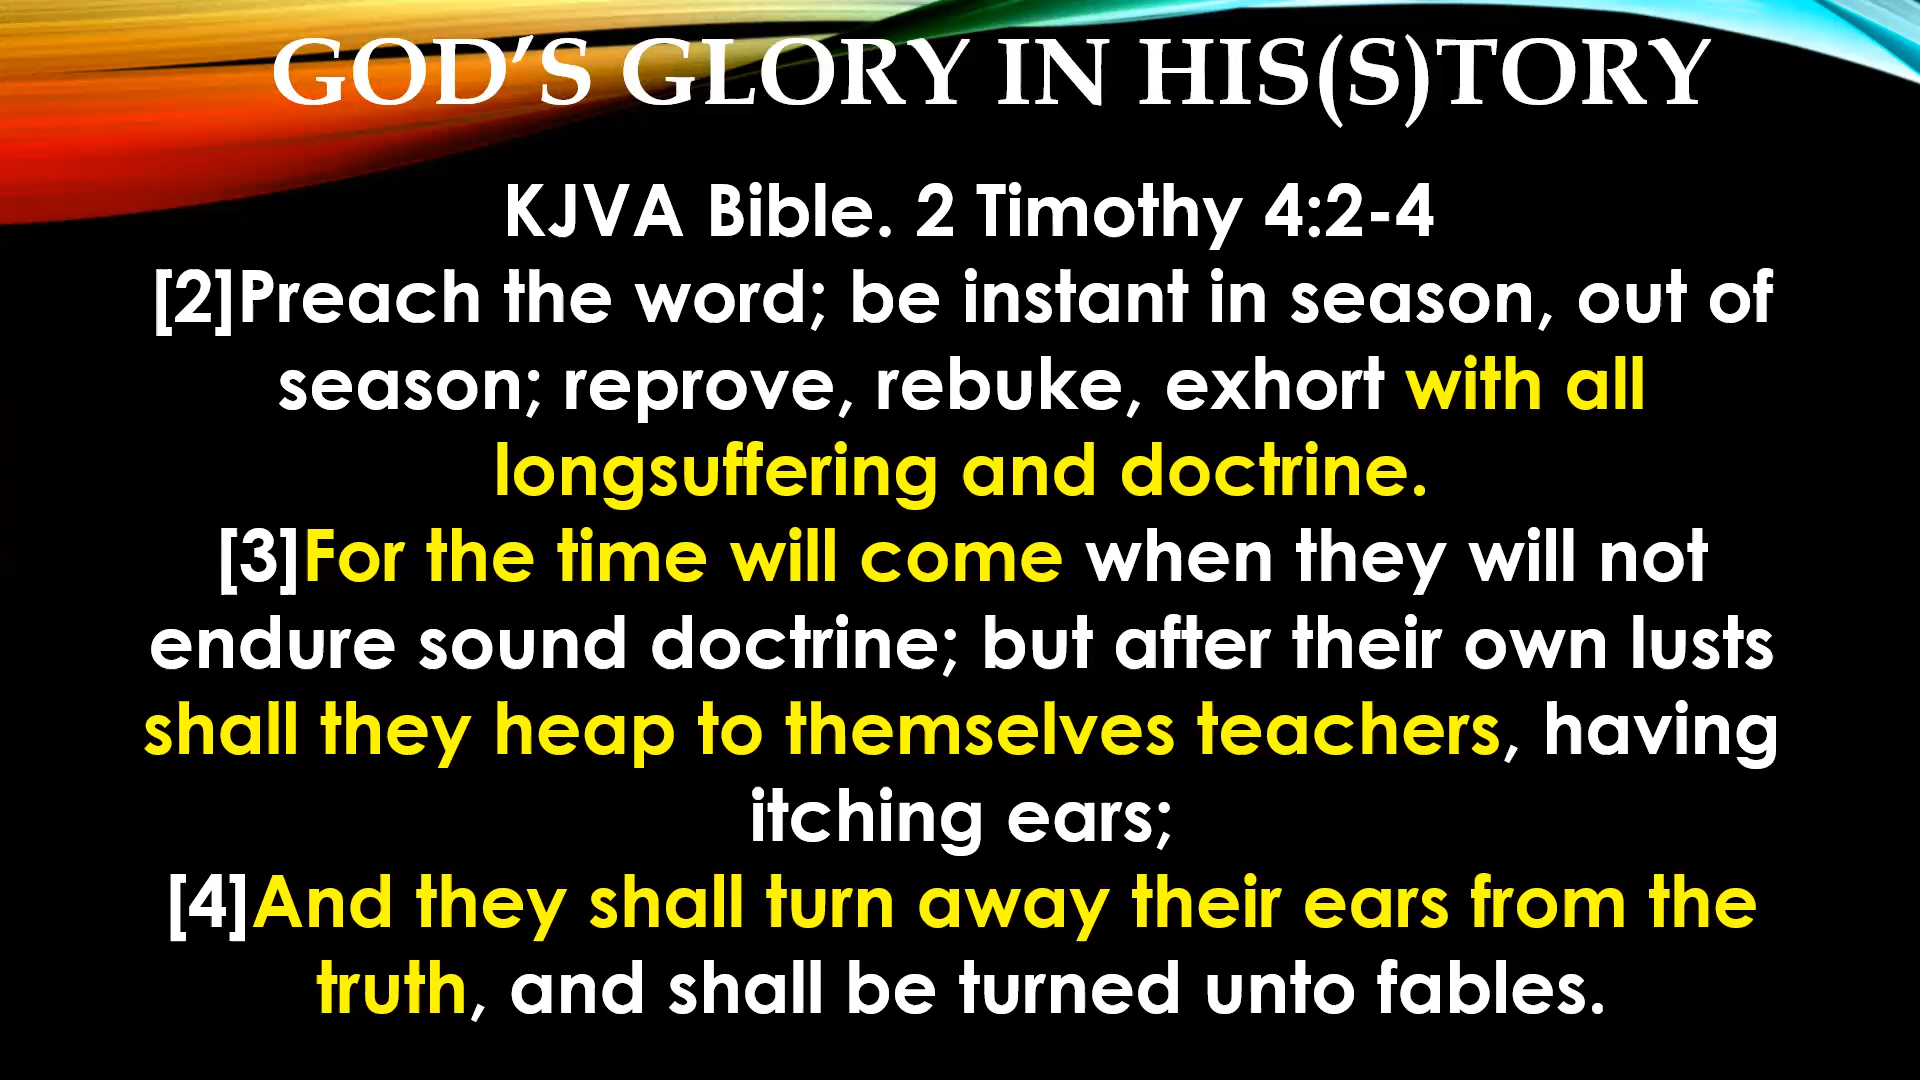 GOD’S GLORY IN HIS(S)TORY
KJVA Bible. 2 Timothy 4:2-4
[2]Preach the word; be instant in season, out of
season; reprove, rebuke, exhort with all
longsuffering and doctrine.
[3]For the time will come when they will not
endure sound doctrine; but after their own lusts
shall they heap to themselves teachers, having
itching ears;
[4]And they shall turn away their ears from the
truth, and shall be turned unto fables.